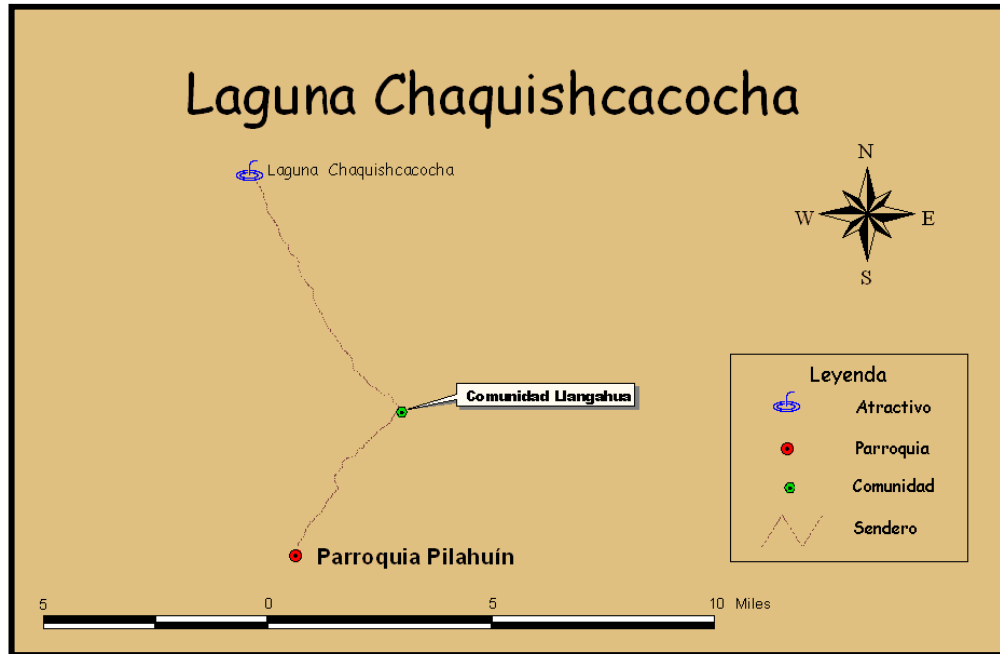 Laguna Chaquishcacocha
Laguna Chaquishcacocha
N
W E
S
Comunidad Llangahua
Leyenda
Atractivo
Parroquia
Comunidad
Sendero
Parroquia Pilahuín
5 0 5 10 Miles